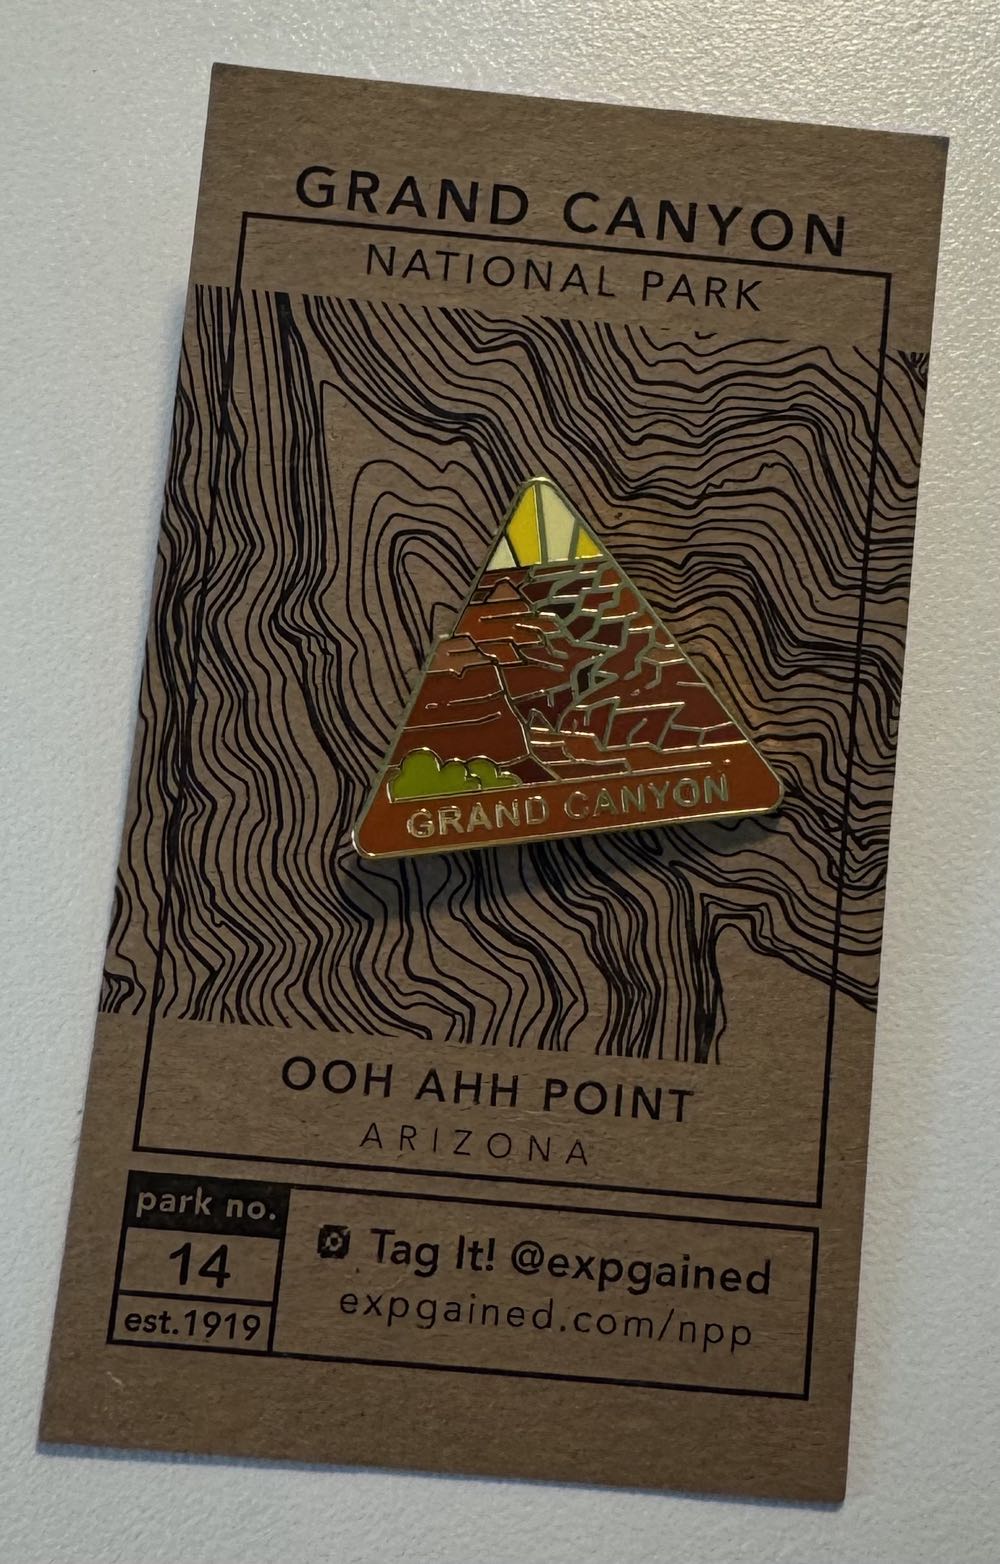 GRAND CANYON
NATIONAL PARK
GRAND CANYON
OOH AHH POINT
ARIZONA
park no.
14
est.1919
Tag It! @expgained
expgained.com/npp